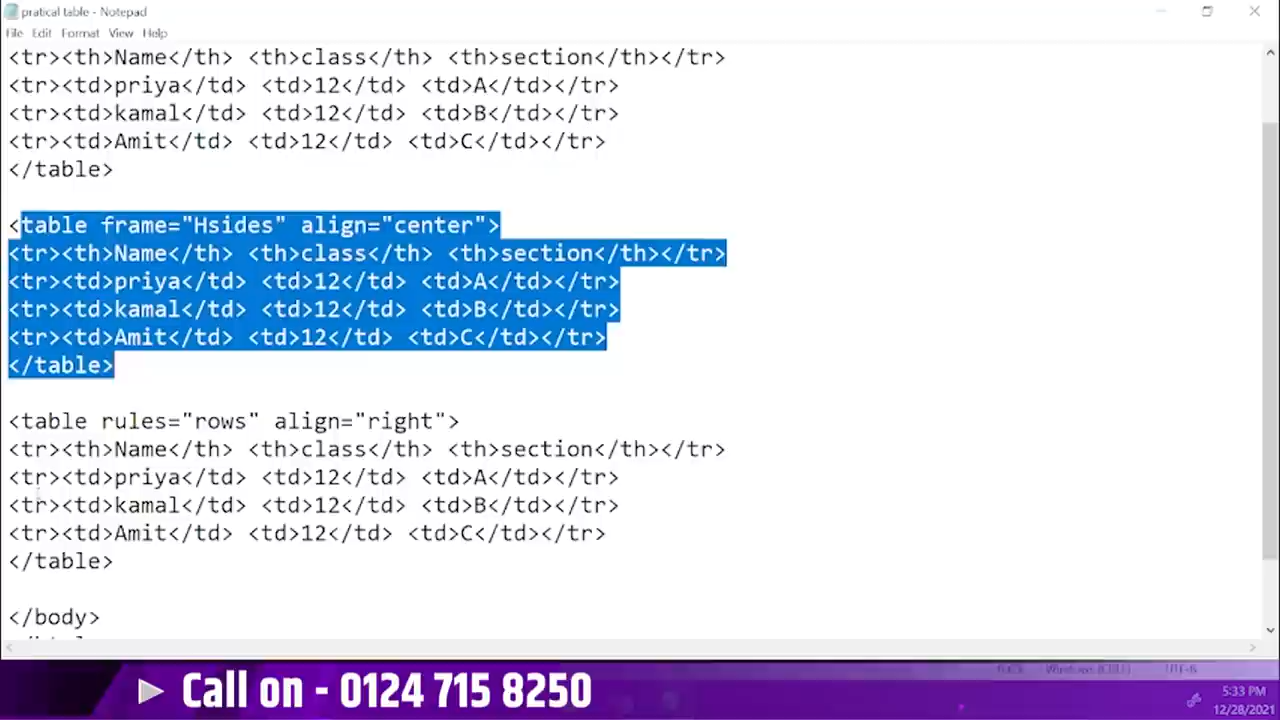 pratical table - Notepad
File Edit Format View Help
<tr><th>Name</th> <th>class</th> <th>section</th></tr>
<tr><td>priya</td> <td>12</td> <td>A</td></tr>
<tr><td>kamal</td> <td>12</td> <td>B</td></tr>
<tr><td>Amit</td> <td>12</td> <td>C</td></tr>
</table>
<table frame="Hsides" align="center">
<tr><th>Name</th> <th>class</th> <th>section</th></tr>
<tr><td>priya</td> <td>12</td> <td>A</td></tr>
<tr><td>kamal</td> <td>12</td> <td>B</td></tr>
<tr><td>Amit</td> <td>12</td> <td>C</td></tr>
</table>
<table rules="rows" align="right">
<tr><th>Name</th> <th>class</th> <th>section</th></tr>
<tr><td>priya</td> <td>12</td> <td>A</td></tr>
<tr><td>kamal</td> <td>12</td> <td>B</td></tr>
<tr><td>Amit</td> <td>12</td> <td>C</td></tr>
</table>
</body>
Windows (CRLF) UTF-8
Call on - 0124 715 8250
5:33 PM
12/28/2021